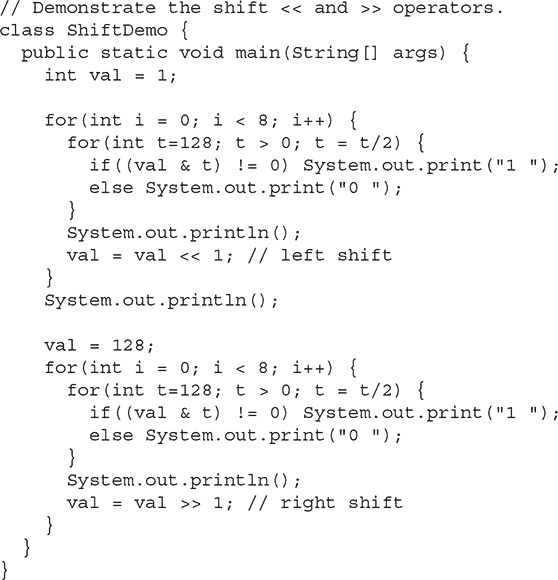 // Demonstrate the shift << and >> operators.
class ShiftDemo {
  public static void main(String[] args) {
    int val = 1;

    for(int i = 0; i < 8; i++) {
      for(int t=128; t > 0; t = t/2) {
        if((val & t) != 0) System.out.print("1 ");
        else System.out.print("0 ");
      }
      System.out.println();
      val = val << 1; // left shift
    }
    System.out.println();

    val = 128;
    for(int i = 0; i < 8; i++) {
      for(int t=128; t > 0; t = t/2) {
        if((val & t) != 0) System.out.print("1 ");
        else System.out.print("0 ");
      }
      System.out.println();
      val = val >> 1; // right shift
    }
  }
}